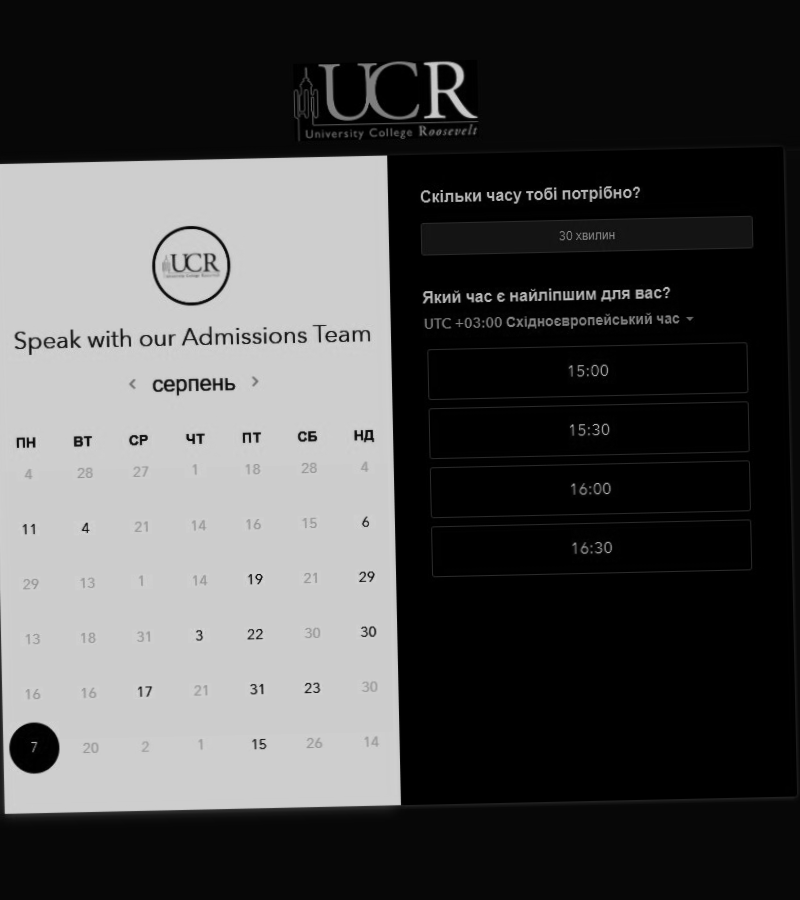 UCR
University College Roosevelt
UCR
University College Roosevelt
Speak with our Admissions Team
серпень
ПН ВТ СР ЧТ ПТ СБ НД
4 28 27 1 18 28 4
11 4 21 14 16 15 6
29 13 1 14 19 21 29
13 18 31 3 22 30 30
16 16 17 21 31 23 30
7 20 2 1 15 26 14
Скільки часу тобі потрібно?
30 хвилин
Який час є найліпшим для вас?
UTC +03:00 Східноєвропейський час
15:00
15:30
16:00
16:30